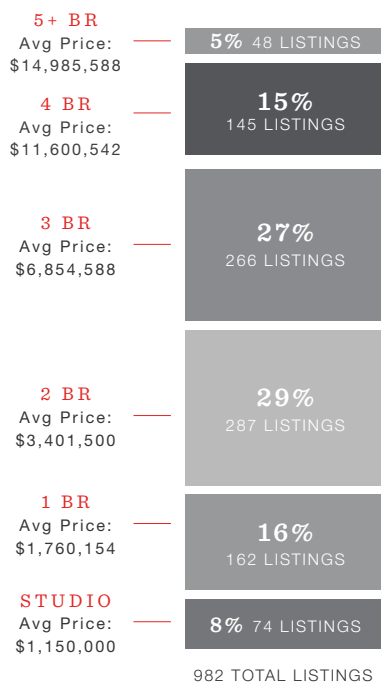 5+ BR
Avg Price:
$14,985,588
5% 48 LISTINGS
4 BR
Avg Price:
$11,600,542
15%
145 LISTINGS
3 BR
Avg Price:
$6,854,588
27%
266 LISTINGS
2 BR
Avg Price:
$3,401,500
29%
287 LISTINGS
1 BR
Avg Price:
$1,760,154
16%
162 LISTINGS
STUDIO
Avg Price:
$1,150,000
8% 74 LISTINGS
982 TOTAL LISTINGS